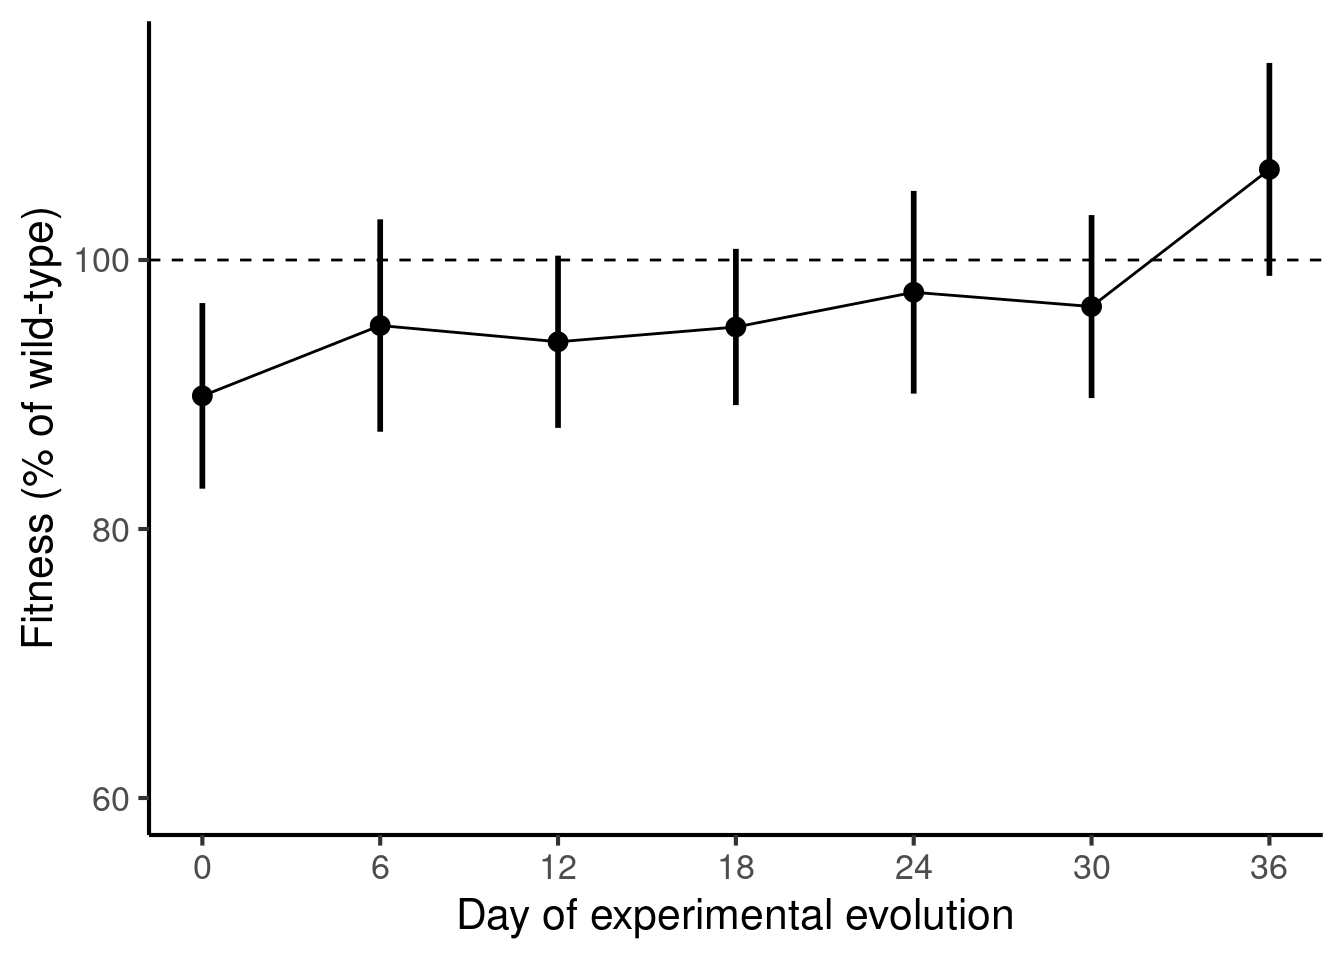 Fitness (% of wild-type)
100
80
60
0 6 12 18 24 30 36
Day of experimental evolution